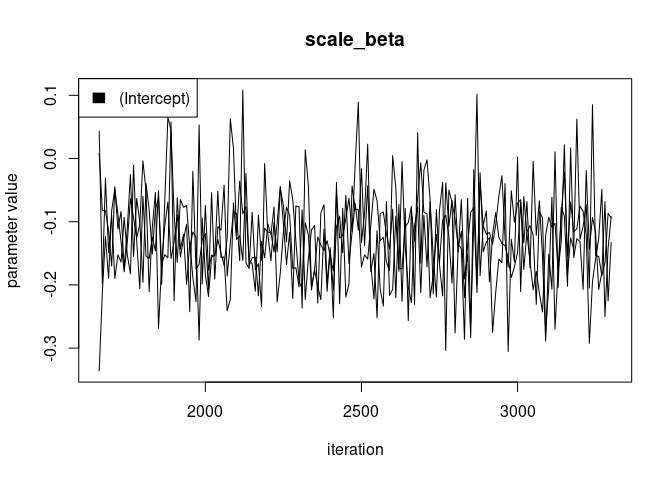 scale_beta
(Intercept)
0.1
0.0
-0.1
-0.2
-0.3
parameter value
2000
2500
3000
iteration